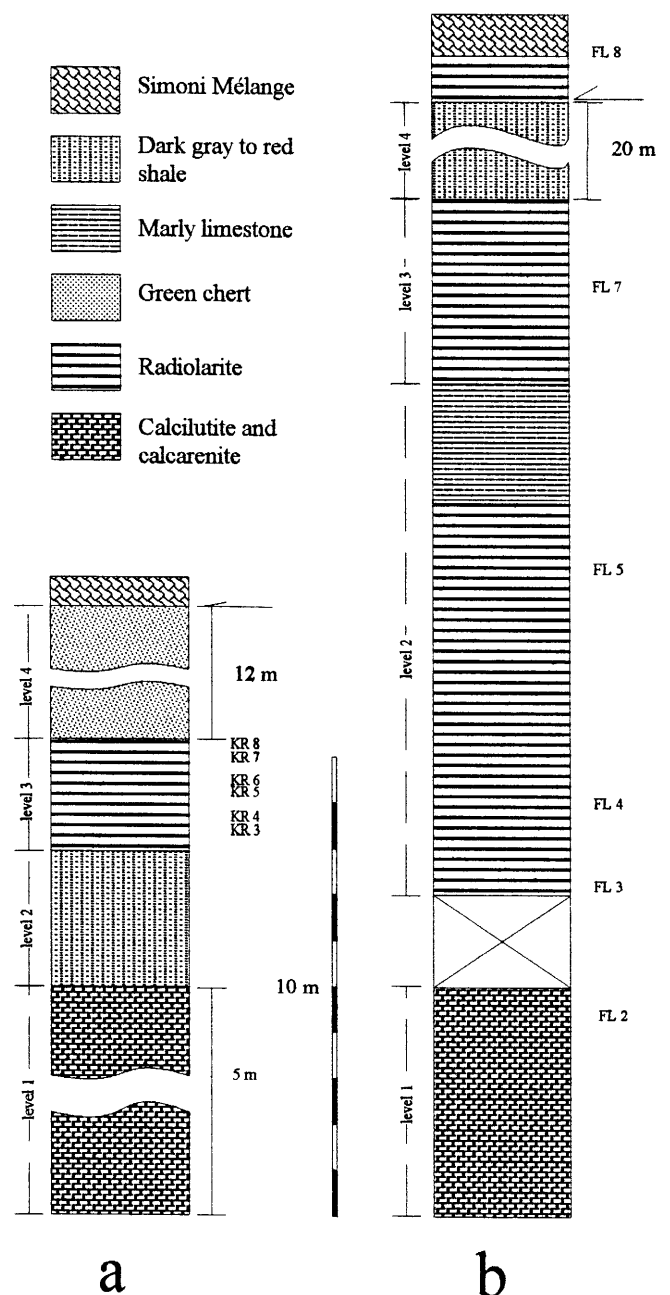 Simoni Mélange
Dark gray to red
shale
Marly limestone
Green chert
Radiolarite
Calcilutite and
calcarenite
level 4
level 3
level 2
level 1
12 m
KR 8
KR 7
KR 6
KR 5
KR 4
KR 3
5 m
a
10 m
level 4
level 3
level 2
level 1
FL 8
20 m
FL 7
FL 5
FL 4
FL 3
FL 2
b